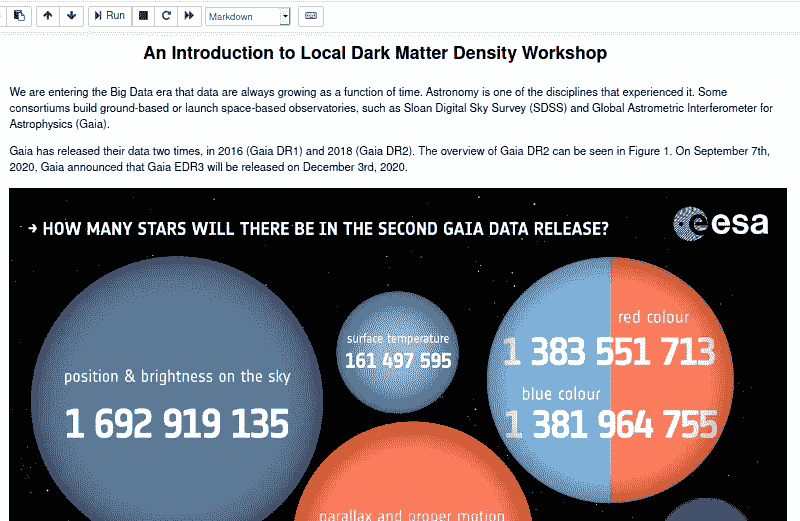 Run
Markdown
An Introduction to Local Dark Matter Density Workshop
We are entering the Big Data era that data are always growing as a function of time. Astronomy is one of the disciplines that experienced it. Some
consortiums build ground-based or launch space-based observatories, such as Sloan Digital Sky Survey (SDSS) and Global Astrometric Interferometer for
Astrophysics (Gaia).
Gaia has released their data two times, in 2016 (Gaia DR1) and 2018 (Gaia DR2). The overview of Gaia DR2 can be seen in Figure 1. On September 7th,
2020, Gaia announced that Gaia EDR3 will be released on December 3rd, 2020.
→ HOW MANY STARS WILL THERE BE IN THE SECOND GAIA DATA RELEASE?
esa
position & brightness on the sky
1 692 919 135
surface temperature
161 497 595
red colour
1 383 551 713
blue colour
1 381 964 755
parallax and proper motion